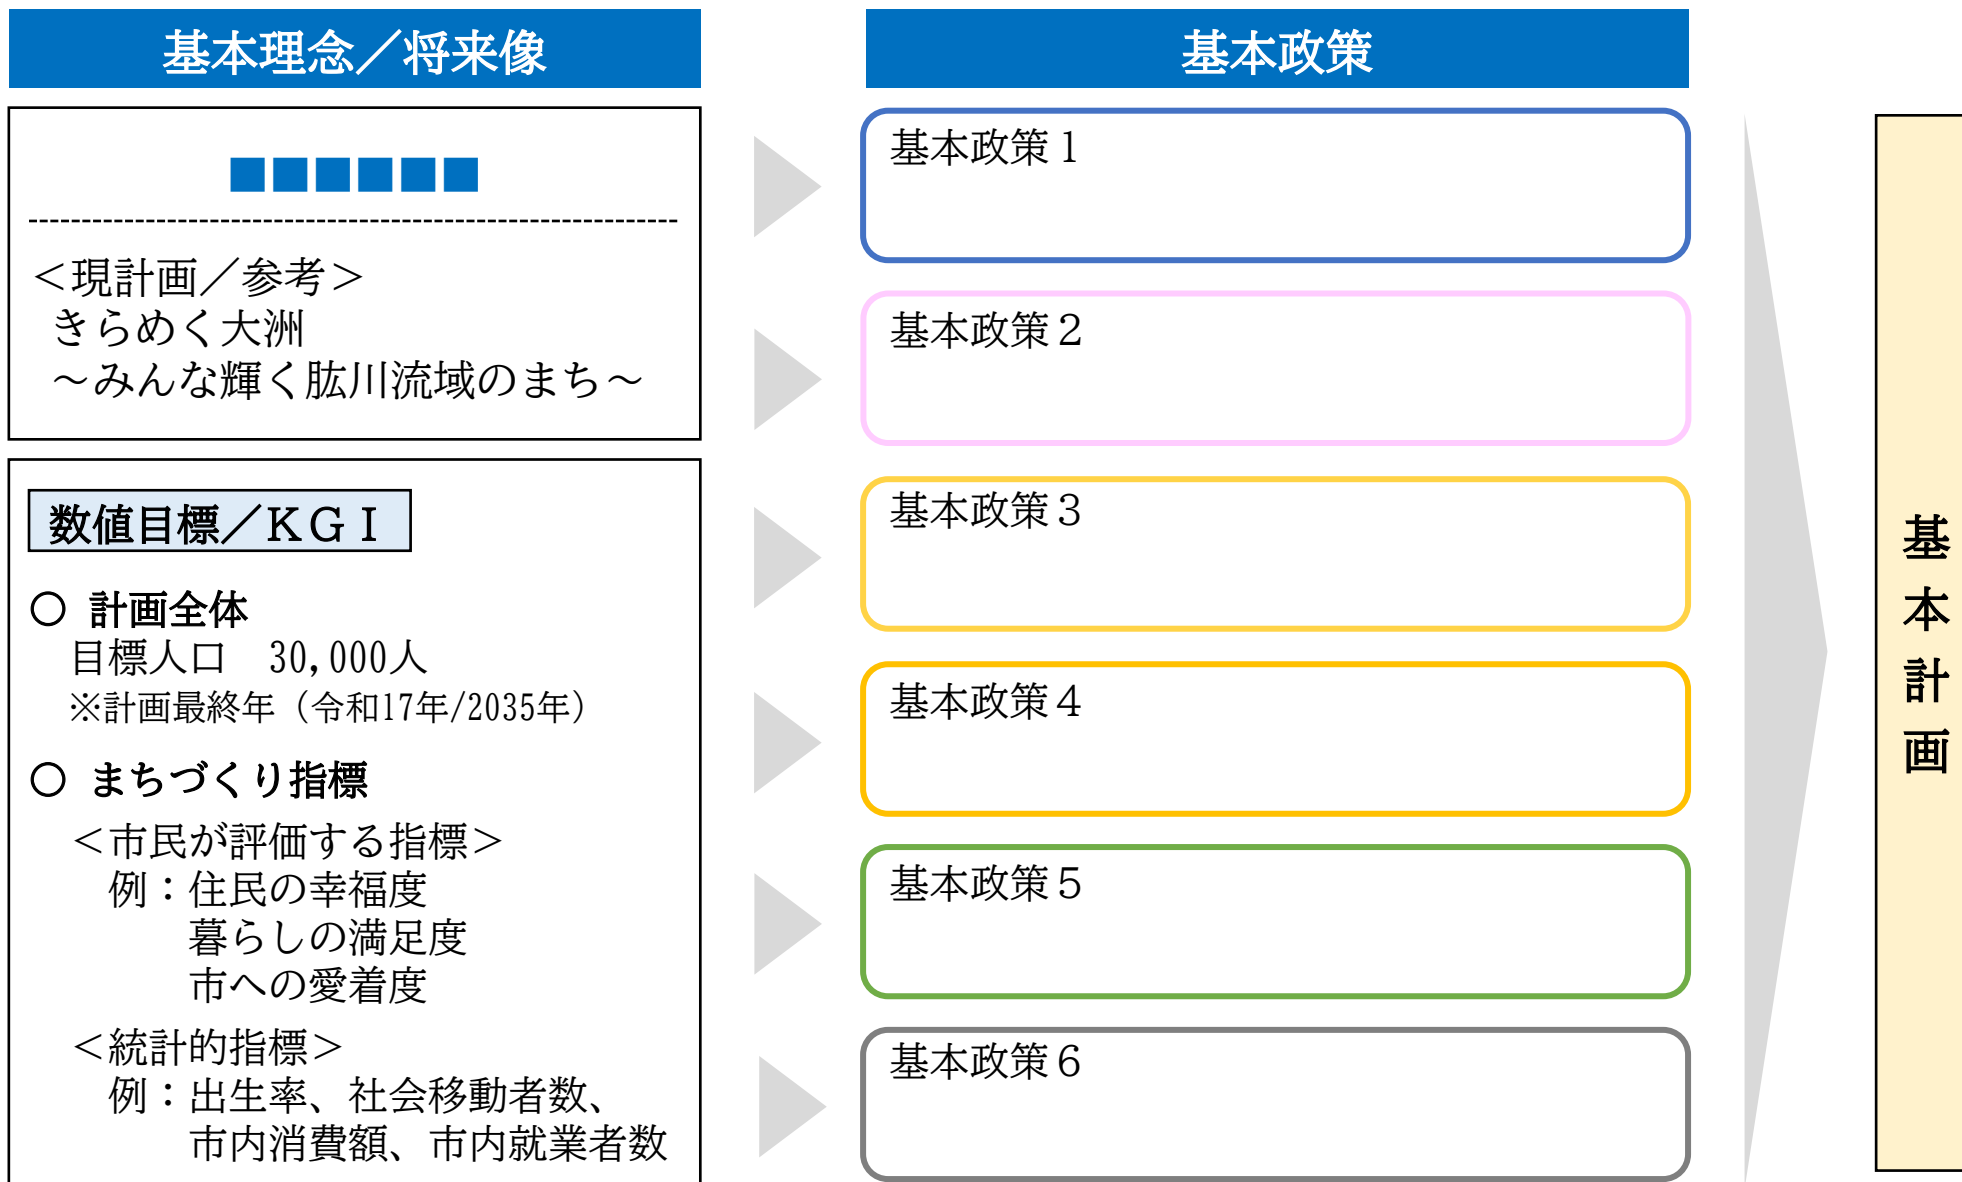 基本理念／将来像
■■■■■■
＜現計画／参考＞
きらめく大洲
～みんな輝く肱川流域のまち～
数値目標／ＫＧＩ
○ 計画全体
目標人口　30,000人
※計画最終年（令和17年/2035年）
○ まちづくり指標
＜市民が評価する指標＞
例：住民の幸福度
暮らしの満足度
市への愛着度
＜統計的指標＞
例：出生率、社会移動者数、
市内消費額、市内就業者数
基本政策
基本政策１
基本政策２
基本政策３
基本政策４
基本政策５
基本政策６
基本計画